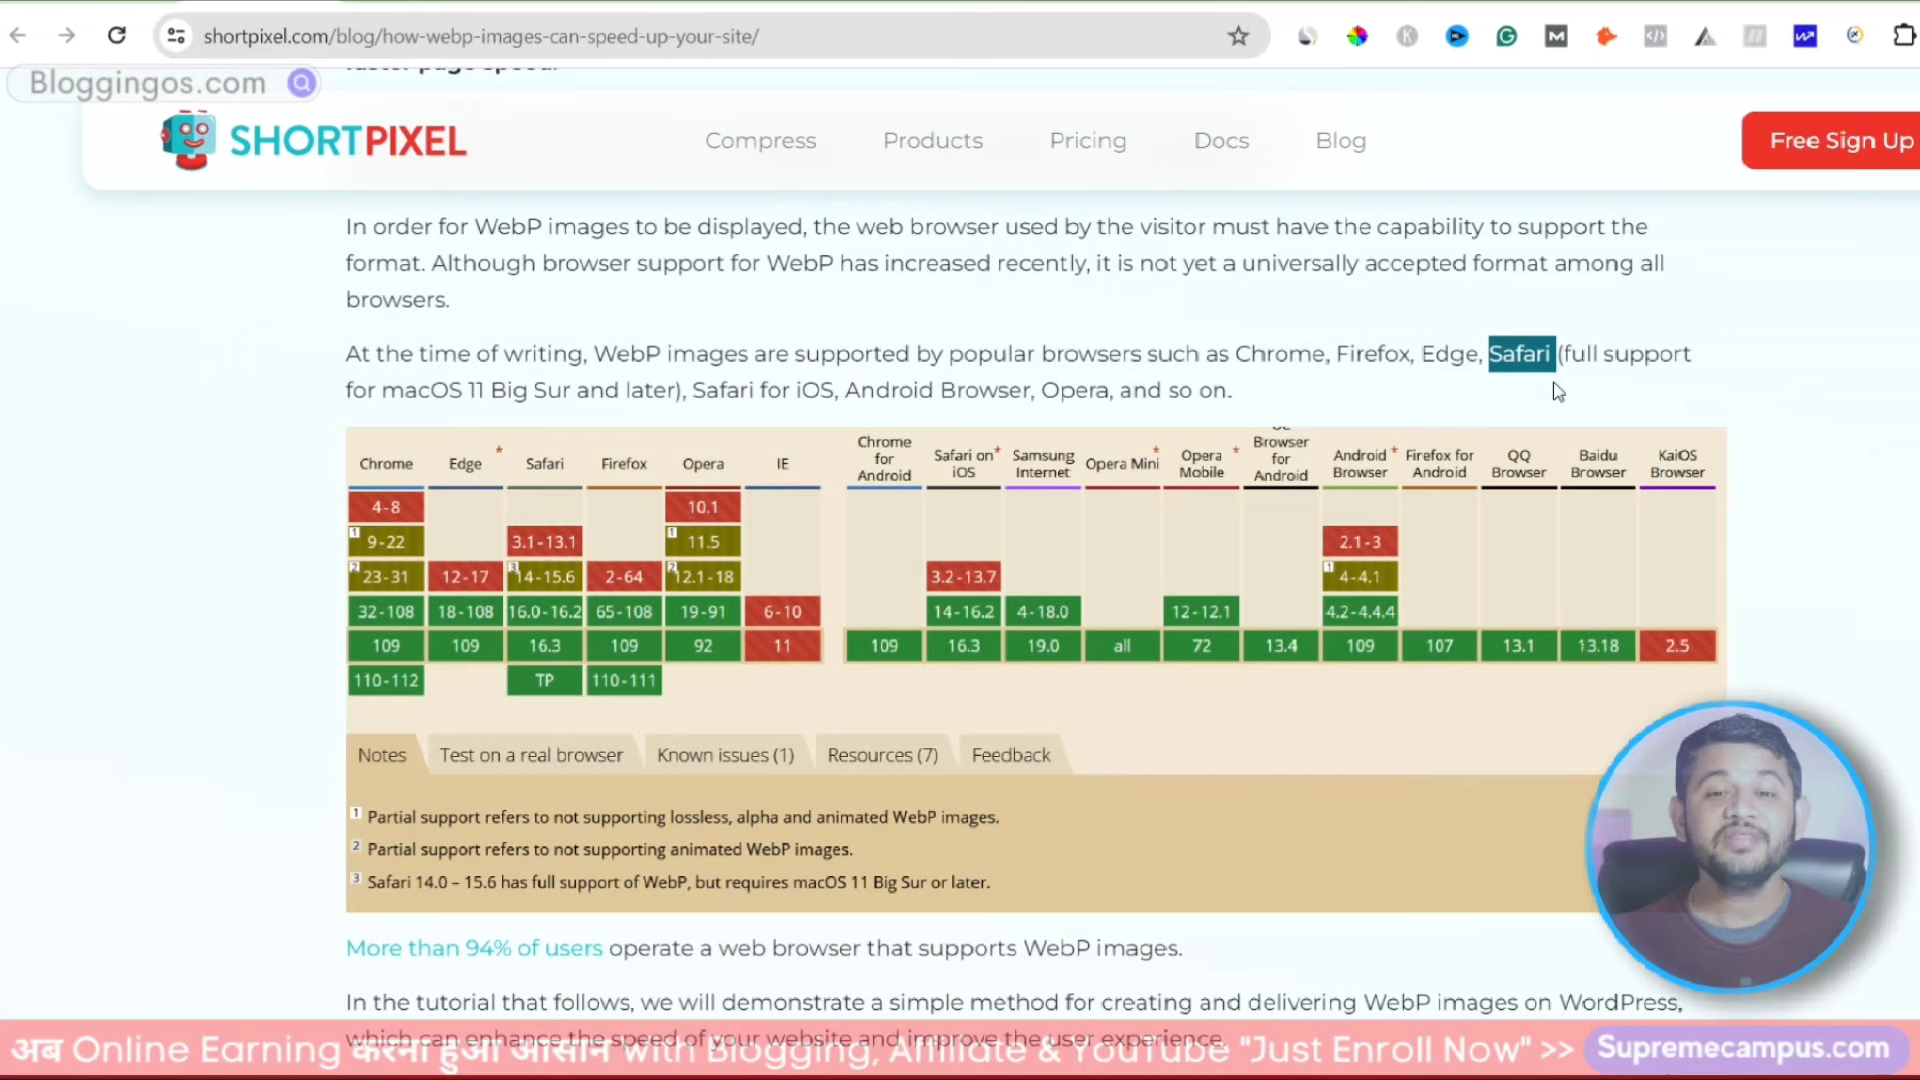 shortpixel.com/blog/how-webp-images-can-speed-up-your-site/
faster page speed.
Bloggingos.com
SHORTPIXEL
Compress
Products
Pricing
Docs
Blog
Free Sign Up
In order for WebP images to be displayed, the web browser used by the visitor must have the capability to support the
format. Although browser support for WebP has increased recently, it is not yet a universally accepted format among all
browsers.
At the time of writing, WebP images are supported by popular browsers such as Chrome, Firefox, Edge, Safari (full support
for macOS 11 Big Sur and later), Safari for iOS, Android Browser, Opera, and so on.
Chrome Edge * Safari Firefox Opera IE Chrome for Android Safari on * iOS Samsung Internet Opera Mini * Opera * Mobile UC Browser for Android Android * Browser Firefox for Android QQ Browser Baidu Browser KaiOS Browser
4-8 10.1
1 9-22 3.1-13.1 1 11.5 2.1-3
2 23-31 12-17 3 14-15.6 2-64 2 12.1-18 3.2-13.7 1 4-4.1
32-108 18-108 16.0-16.2 65-108 19-91 6-10 14-16.2 4-18.0 12-12.1 4.2-4.4.4
109 109 16.3 109 92 11 109 16.3 19.0 all 72 13.4 109 107 13.1 13.18 2.5
110-112 TP 110-111
Notes
Test on a real browser
Known issues (1)
Resources (7)
Feedback
1 Partial support refers to not supporting lossless, alpha and animated WebP images.
2 Partial support refers to not supporting animated WebP images.
3 Safari 14.0 – 15.6 has full support of WebP, but requires macOS 11 Big Sur or later.
More than 94% of users operate a web browser that supports WebP images.
In the tutorial that follows, we will demonstrate a simple method for creating and delivering WebP images on WordPress,
which can enhance the speed of your website and improve the user experience.
अब Online Earning करना हुआ आसान with Blogging, Affiliate & YouTube "Just Enroll Now" >> Supremecampus.com